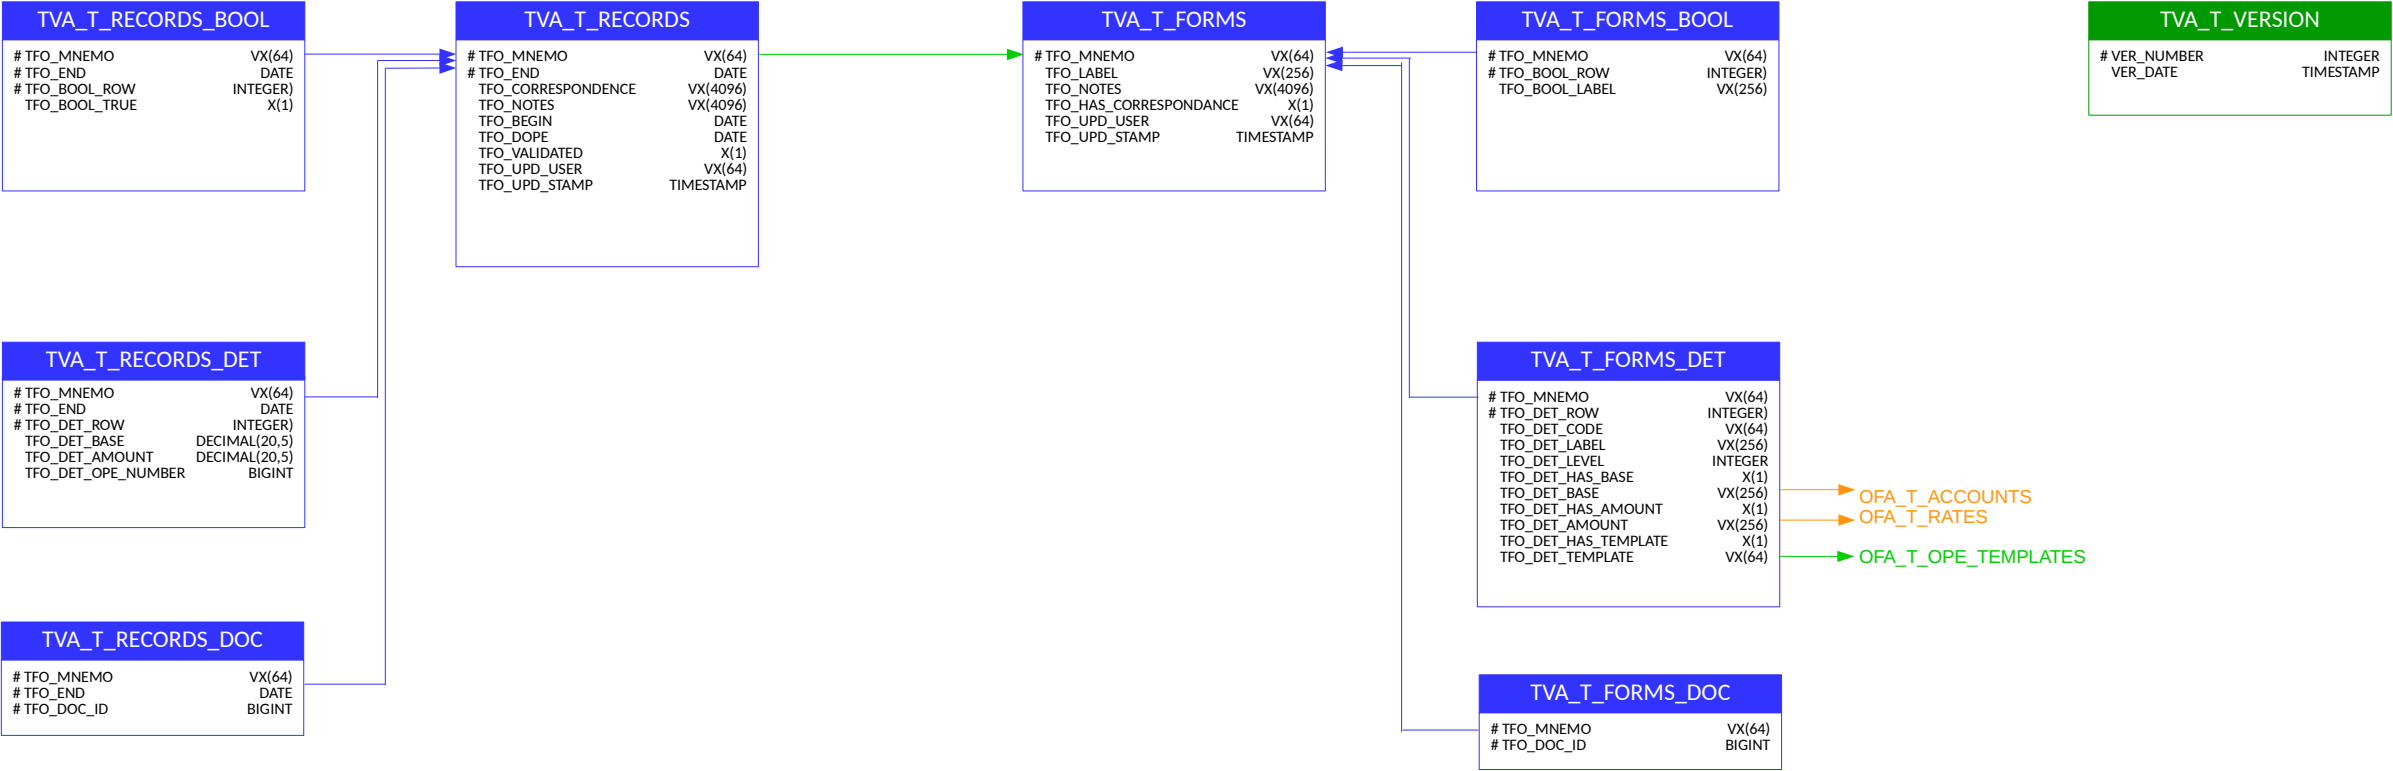 TVA_T_RECORDS_BOOL
# TFO_MNEMO VX(64)
# TFO_END DATE
# TFO_BOOL_ROW INTEGER)
TFO_BOOL_TRUE X(1)
TVA_T_RECORDS
# TFO_MNEMO VX(64)
# TFO_END DATE
TFO_CORRESPONDENCE VX(4096)
TFO_NOTES VX(4096)
TFO_BEGIN DATE
TFO_DOPE DATE
TFO_VALIDATED X(1)
TFO_UPD_USER VX(64)
TFO_UPD_STAMP TIMESTAMP
TVA_T_FORMS
# TFO_MNEMO VX(64)
TFO_LABEL VX(256)
TFO_NOTES VX(4096)
TFO_HAS_CORRESPONDANCE X(1)
TFO_UPD_USER VX(64)
TFO_UPD_STAMP TIMESTAMP
TVA_T_FORMS_BOOL
# TFO_MNEMO VX(64)
# TFO_BOOL_ROW INTEGER)
TFO_BOOL_LABEL VX(256)
TVA_T_VERSION
# VER_NUMBER INTEGER
VER_DATE TIMESTAMP
TVA_T_RECORDS_DET
# TFO_MNEMO VX(64)
# TFO_END DATE
# TFO_DET_ROW INTEGER)
TFO_DET_BASE DECIMAL(20,5)
TFO_DET_AMOUNT DECIMAL(20,5)
TFO_DET_OPE_NUMBER BIGINT
TVA_T_FORMS_DET
# TFO_MNEMO VX(64)
# TFO_DET_ROW INTEGER)
TFO_DET_CODE VX(64)
TFO_DET_LABEL VX(256)
TFO_DET_LEVEL INTEGER
TFO_DET_HAS_BASE X(1)
TFO_DET_BASE VX(256)
TFO_DET_HAS_AMOUNT X(1)
TFO_DET_AMOUNT VX(256)
TFO_DET_HAS_TEMPLATE X(1)
TFO_DET_TEMPLATE VX(64)
OFA_T_ACCOUNTS
OFA_T_RATES
OFA_T_OPE_TEMPLATES
TVA_T_RECORDS_DOC
# TFO_MNEMO VX(64)
# TFO_END DATE
# TFO_DOC_ID BIGINT
TVA_T_FORMS_DOC
# TFO_MNEMO VX(64)
# TFO_DOC_ID BIGINT